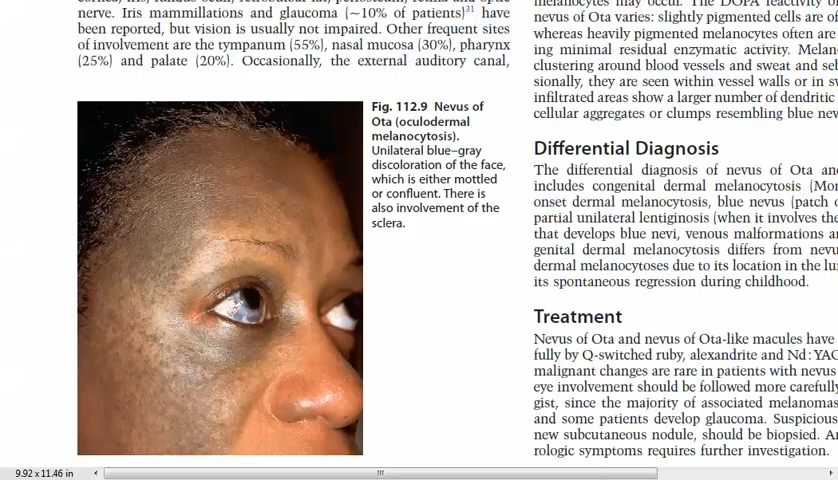 cornea, iris, fundus oculi, retrobulbar fat, periosteum, retina and optic
nerve. Iris mammillations and glaucoma (~10% of patients)31 have
been reported, but vision is usually not impaired. Other frequent sites
of involvement are the tympanum (55%), nasal mucosa (30%), pharynx
(25%) and palate (20%). Occasionally, the external auditory canal,
Fig. 112.9 Nevus of
Ota (oculodermal
melanocytosis).
Unilateral blue–gray
discoloration of the face,
which is either mottled
or confluent. There is
also involvement of the
sclera.
melanocytes may occur. The DOPA reactivity of
nevus of Ota varies: slightly pigmented cells are of
whereas heavily pigmented melanocytes often are
ing minimal residual enzymatic activity. Melan
clustering around blood vessels and sweat and seb
sionally, they are seen within vessel walls or in sw
infiltrated areas show a larger number of dendritic
cellular aggregates or clumps resembling blue nev
Differential Diagnosis
The differential diagnosis of nevus of Ota and
includes congenital dermal melanocytosis (Mon
onset dermal melanocytosis, blue nevus (patch o
partial unilateral lentiginosis (when it involves the
that develops blue nevi, venous malformations an
genital dermal melanocytosis differs from nevu
dermal melanocytoses due to its location in the lu
its spontaneous regression during childhood.
Treatment
Nevus of Ota and nevus of Ota-like macules have
fully by Q-switched ruby, alexandrite and Nd:YAG
malignant changes are rare in patients with nevus
eye involvement should be followed more carefully
gist, since the majority of associated melanomas
and some patients develop glaucoma. Suspicious
new subcutaneous nodule, should be biopsied. An
rologic symptoms requires further investigation.
9.92 x 11.46 in